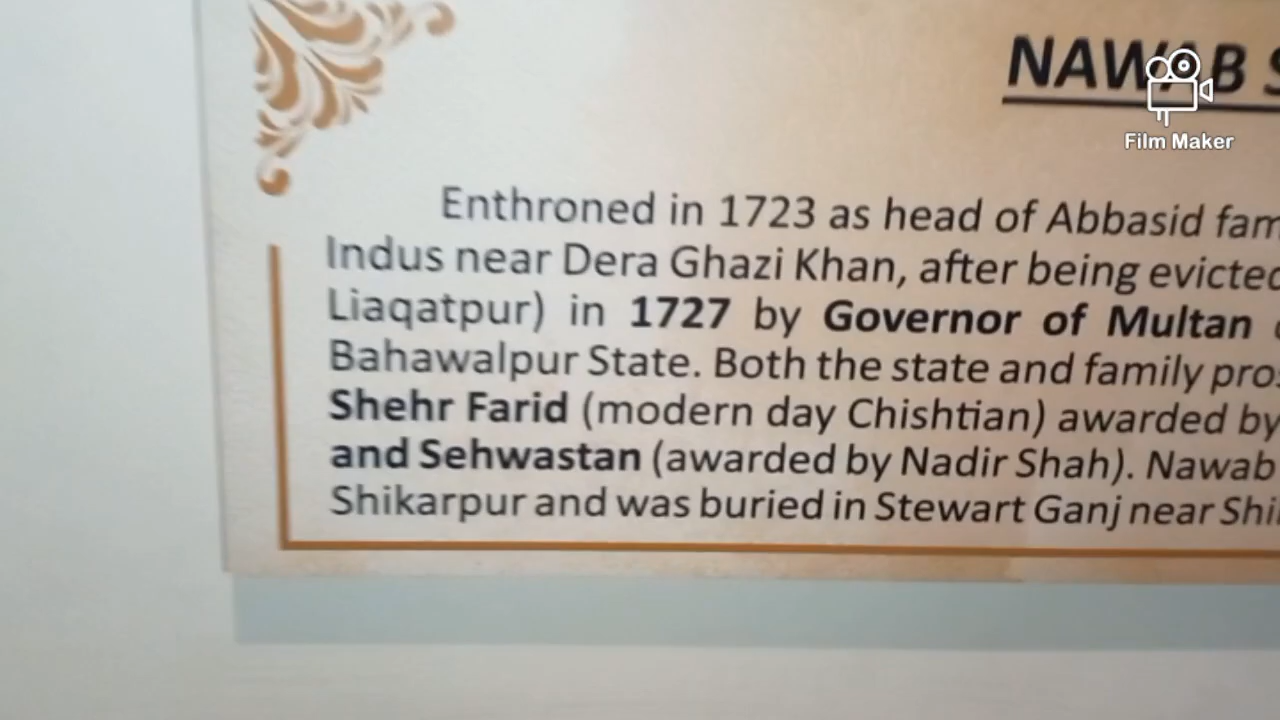 NAWAB
Film Maker
Enthroned in 1723 as head of Abbasid
Indus near Dera Ghazi Khan, after being evicted
Liaqatpur) in 1727 by Governor of Multan
Bahawalpur State. Both the state and family
Shehr Farid (modern day Chishtian) awarded by
and Sehwastan (awarded by Nadir Shah). Nawab
Shikarpur and was buried in Stewart Ganj near